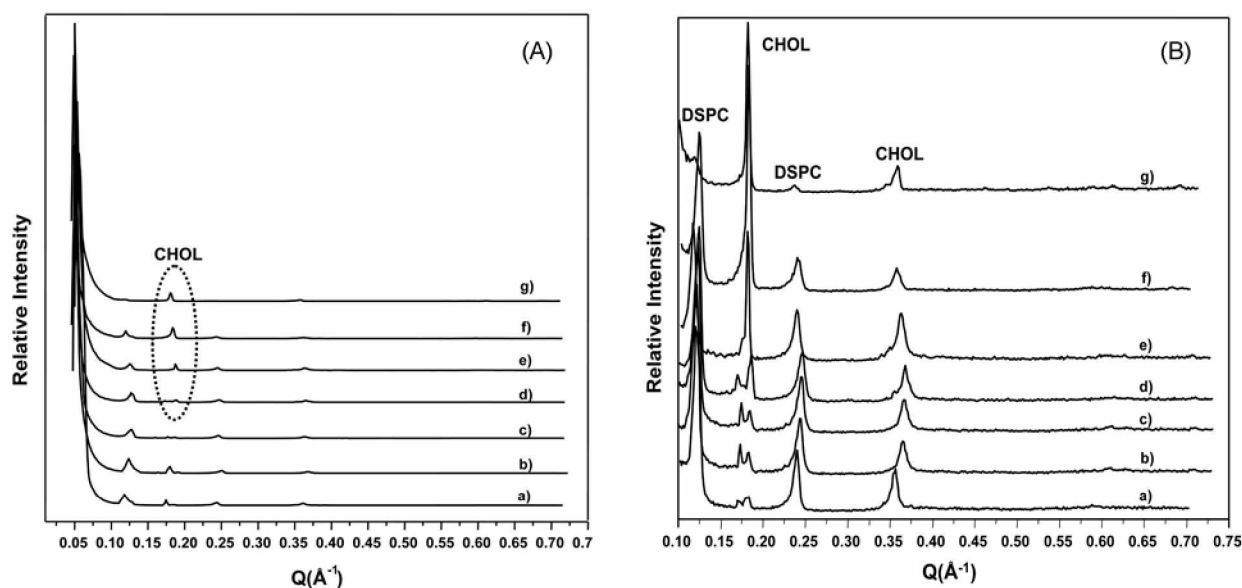 (A)
Relative Intensity
CHOL
g)
f)
e)
d)
c)
b)
a)
0.05 0.10 0.15 0.20 0.25 0.30 0.35 0.40 0.45 0.50 0.55 0.60 0.65 0.7
Q(Å⁻¹)
(B)
Relative Intensity
CHOL
DSPC
DSPC
CHOL
g)
f)
e)
d)
c)
b)
a)
0.10 0.15 0.20 0.25 0.30 0.35 0.40 0.45 0.50 0.55 0.60 0.65 0.70 0.75
Q(Å⁻¹)